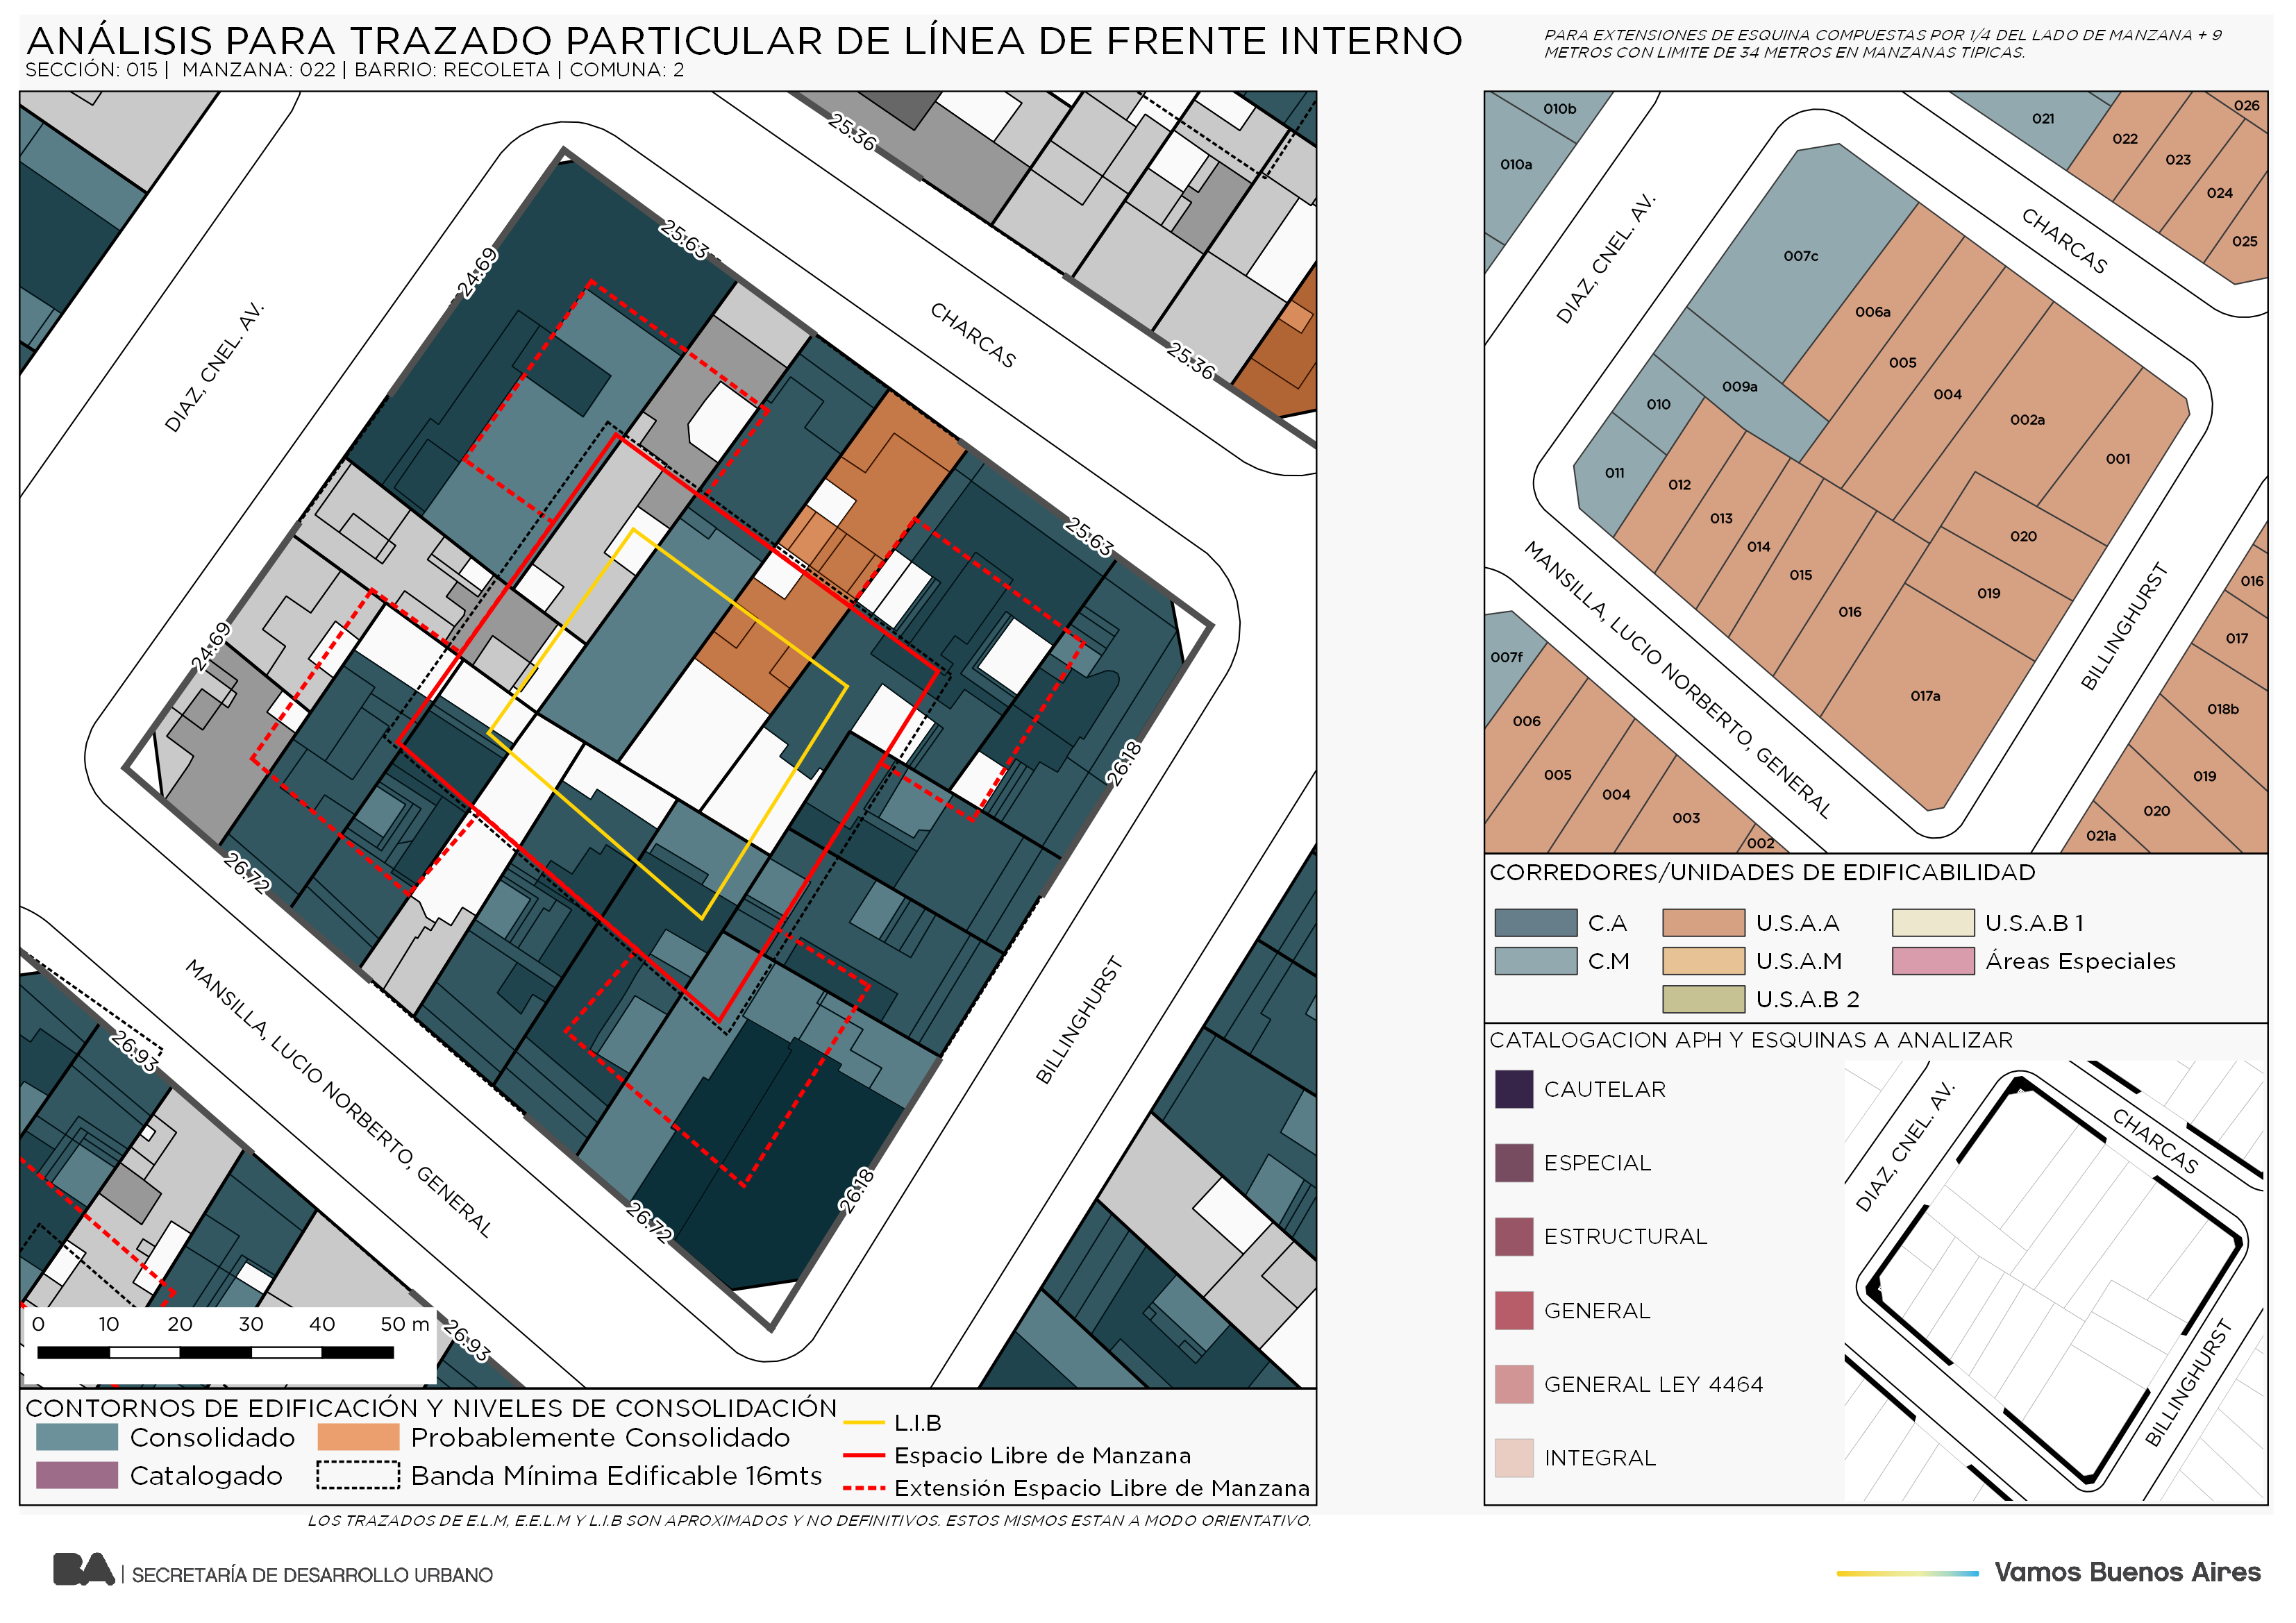 ANÁLISIS PARA TRAZADO PARTICULAR DE LÍNEA DE FRENTE INTERNO
SECCIÓN: 015 | MANZANA: 022 | BARRIO: RECOLETA | COMUNA: 2
PARA EXTENSIONES DE ESQUINA COMPUESTAS POR 1/4 DEL LADO DE MANZANA + 9
METROS CON LIMITE DE 34 METROS EN MANZANAS TIPICAS.
25.36
25.63
24.69
CHARCAS
25.36
DIAZ, CNEL. AV.
25.63
24.69
26.18
26.72
MANSILLA, LUCIO NORBERTO, GENERAL
BILLINGHURST
26.93
26.18
26.72
26.93
0 10 20 30 40 50 m
CONTORNOS DE EDIFICACIÓN Y NIVELES DE CONSOLIDACIÓN
Consolidado
Probablemente Consolidado
Catalogado
Banda Mínima Edificable 16mts
L.I.B
Espacio Libre de Manzana
Extensión Espacio Libre de Manzana
LOS TRAZADOS DE E.L.M, E.E.L.M Y L.I.B SON APROXIMADOS Y NO DEFINITIVOS. ESTOS MISMOS ESTAN A MODO ORIENTATIVO.
010b
021
026
022
010a
023
024
025
DIAZ, CNEL. AV.
CHARCAS
007c
006a
005
009a
004
010
002a
001
011
012
013
020
014
015
019
016
016
MANSILLA, LUCIO NORBERTO, GENERAL
BILLINGHURST
017
007f
017a
018b
006
005
019
004
020
003
021a
002
CORREDORES/UNIDADES DE EDIFICABILIDAD
C.A
U.S.A.A
U.S.A.B 1
C.M
U.S.A.M
Áreas Especiales
U.S.A.B 2
CATALOGACION APH Y ESQUINAS A ANALIZAR
CAUTELAR
ESPECIAL
ESTRUCTURAL
GENERAL
GENERAL LEY 4464
INTEGRAL
DIAZ, CNEL. AV.
CHARCAS
BILLINGHURST
BA | SECRETARÍA DE DESARROLLO URBANO
Vamos Buenos Aires